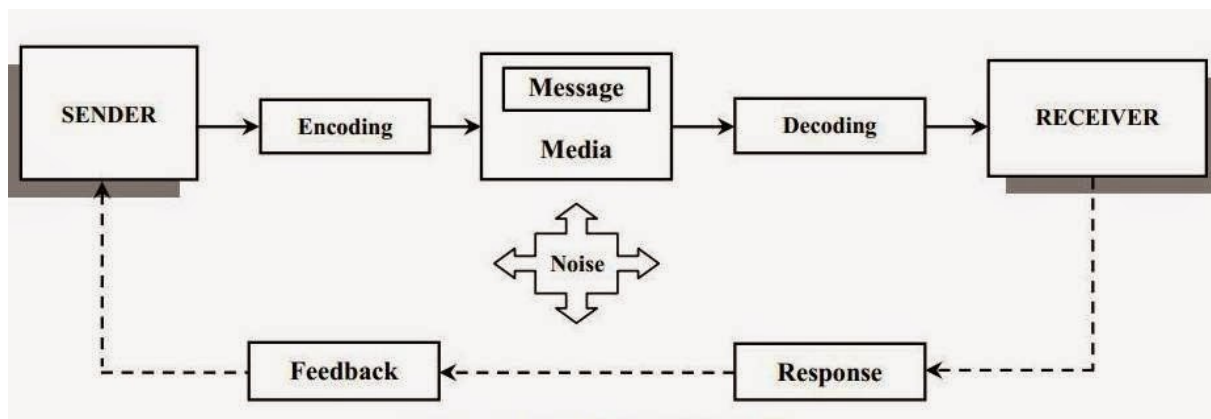 SENDER
Encoding
Message
Media
Decoding
RECEIVER
Noise
Feedback
Response